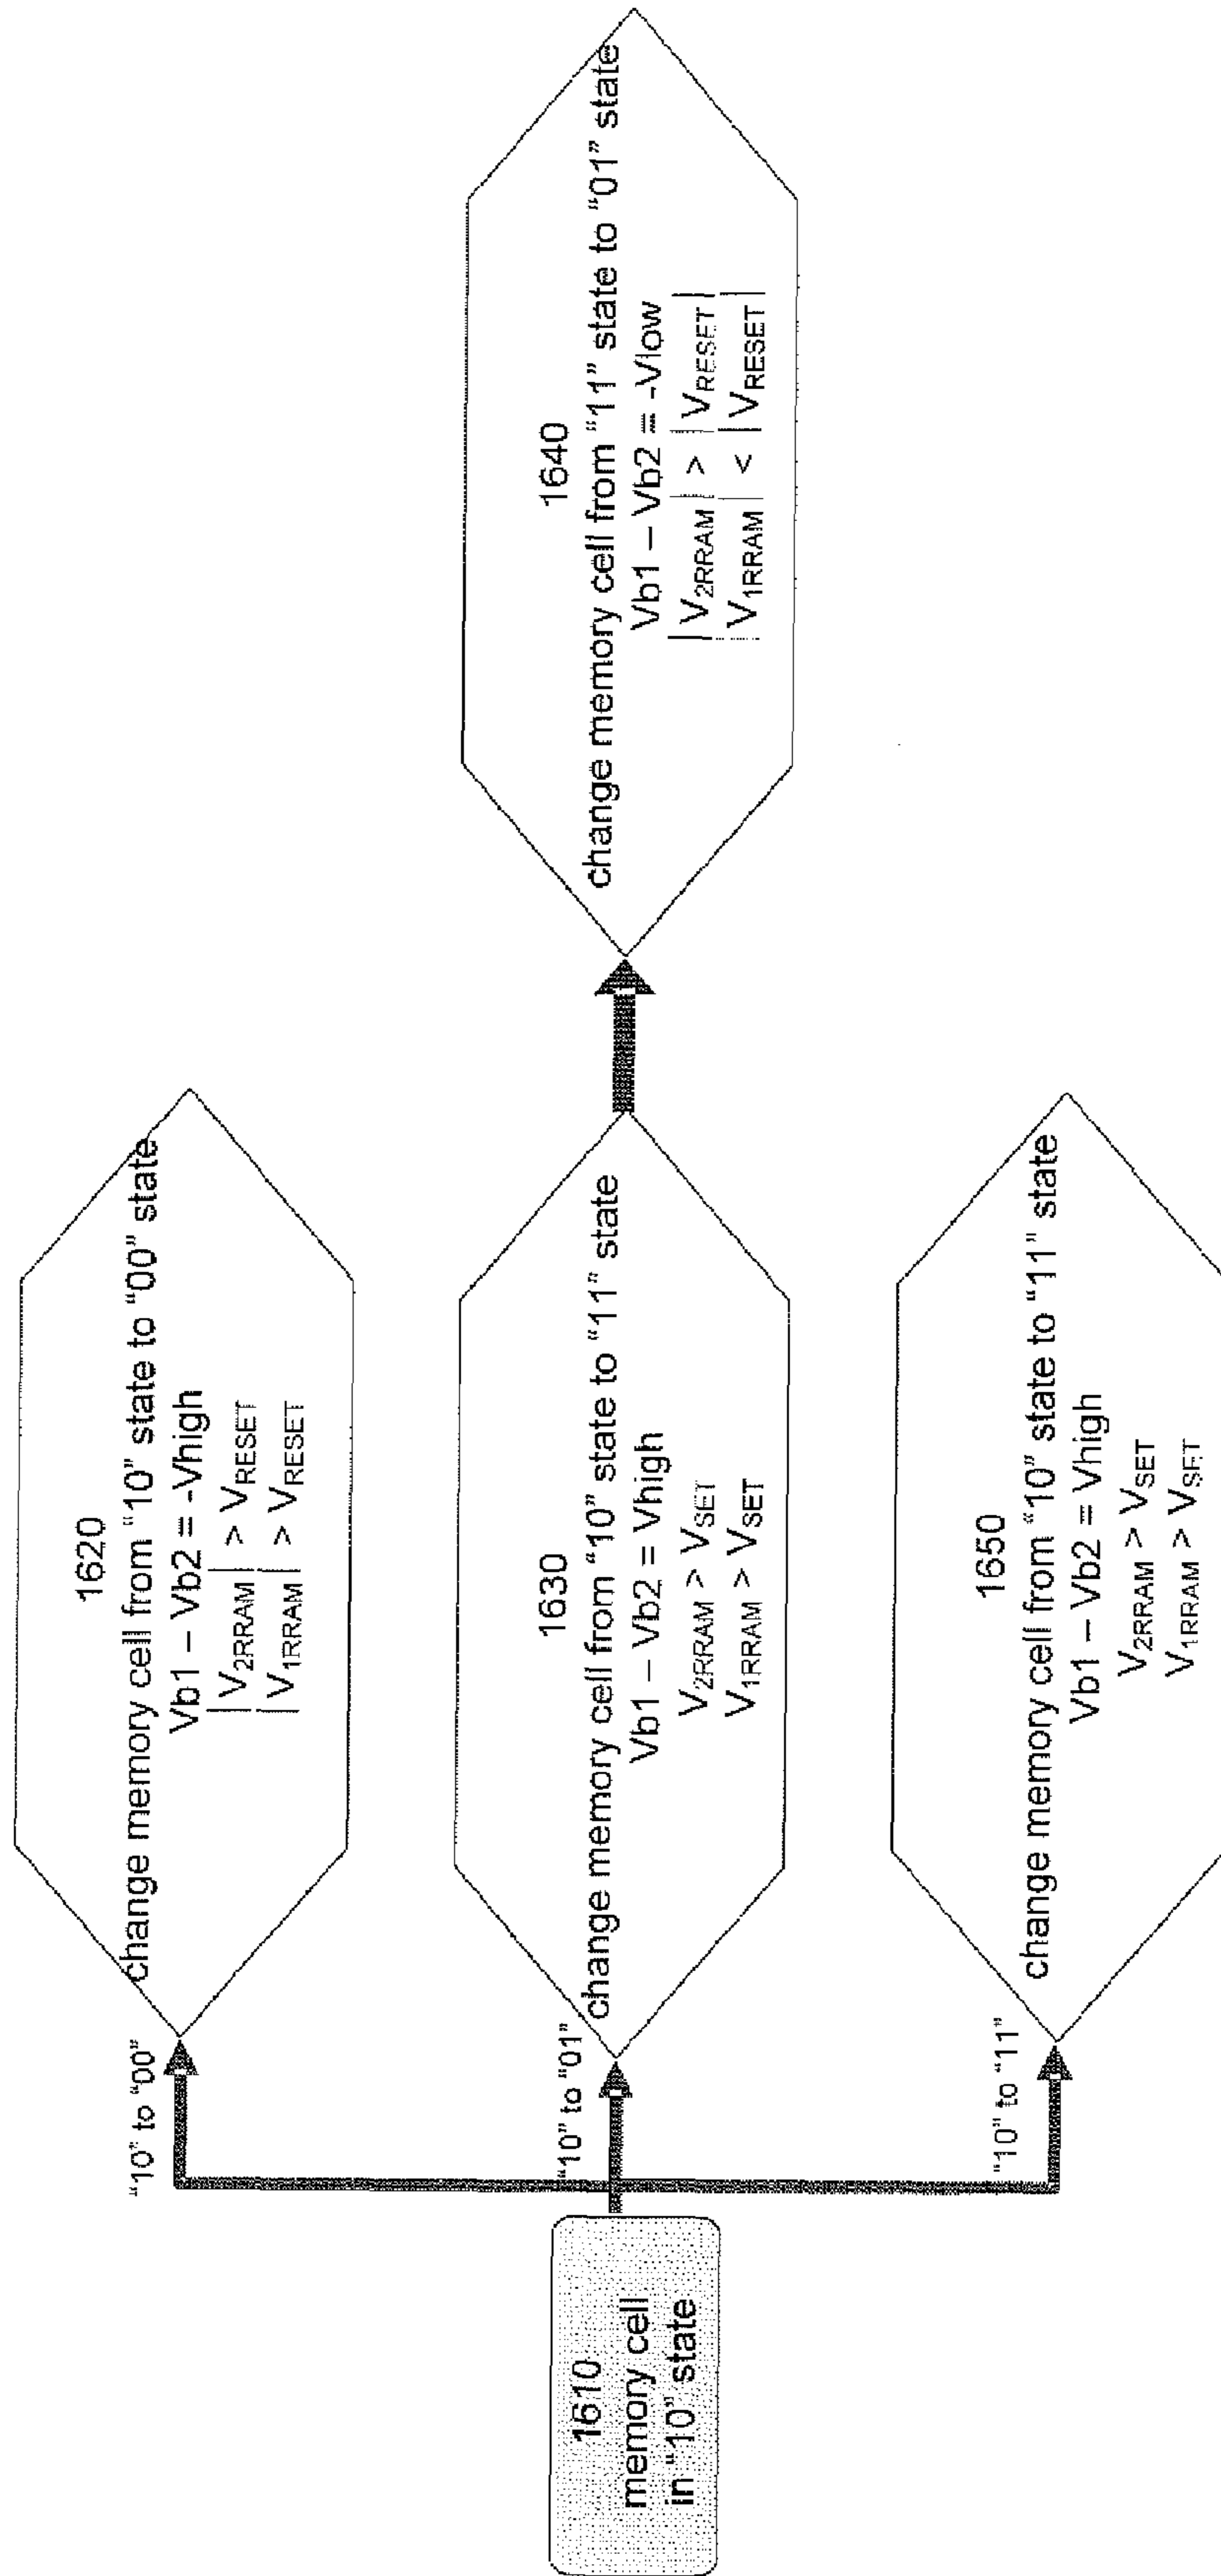 1610
memory cell
in "10" state
"10" to "00"
1620
change memory cell from "10" state to "00" state
Vb1 – Vb2 = -Vhigh
| V2RRAM | > VRESET
| V1RRAM | > VRESET
"10" to "01"
1630
change memory cell from "10" state to "11" state
Vb1 – Vb2 = Vhigh
V2RRAM > VSET
V1RRAM > VSET
1640
change memory cell from "11" state to "01" state
Vb1 – Vb2 = -Vlow
| V2RRAM | > | VRESET |
| V1RRAM | < | VRESET |
"10" to "11"
1650
change memory cell from "10" state to "11" state
Vb1 – Vb2 = Vhigh
V2RRAM > VSET
V1RRAM > VSET